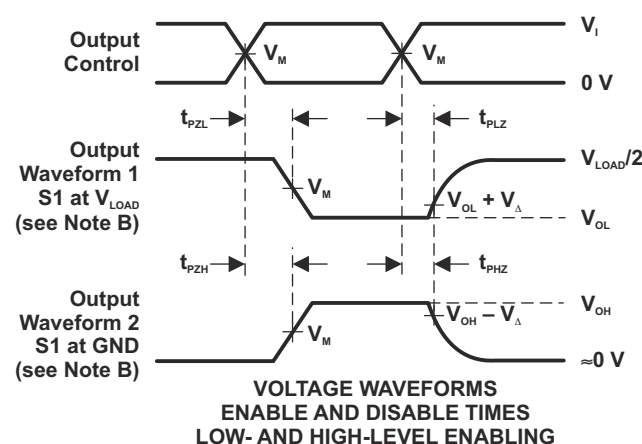 Output
Control
V_M
V_M
V_I
0 V
t_PZL
t_PLZ
Output
Waveform 1
S1 at V_LOAD
(see Note B)
V_M
V_OL + V_Δ
V_LOAD/2
V_OL
t_PZH
t_PHZ
Output
Waveform 2
S1 at GND
(see Note B)
V_M
V_OH − V_Δ
V_OH
≈0 V
VOLTAGE WAVEFORMS
ENABLE AND DISABLE TIMES
LOW- AND HIGH-LEVEL ENABLING